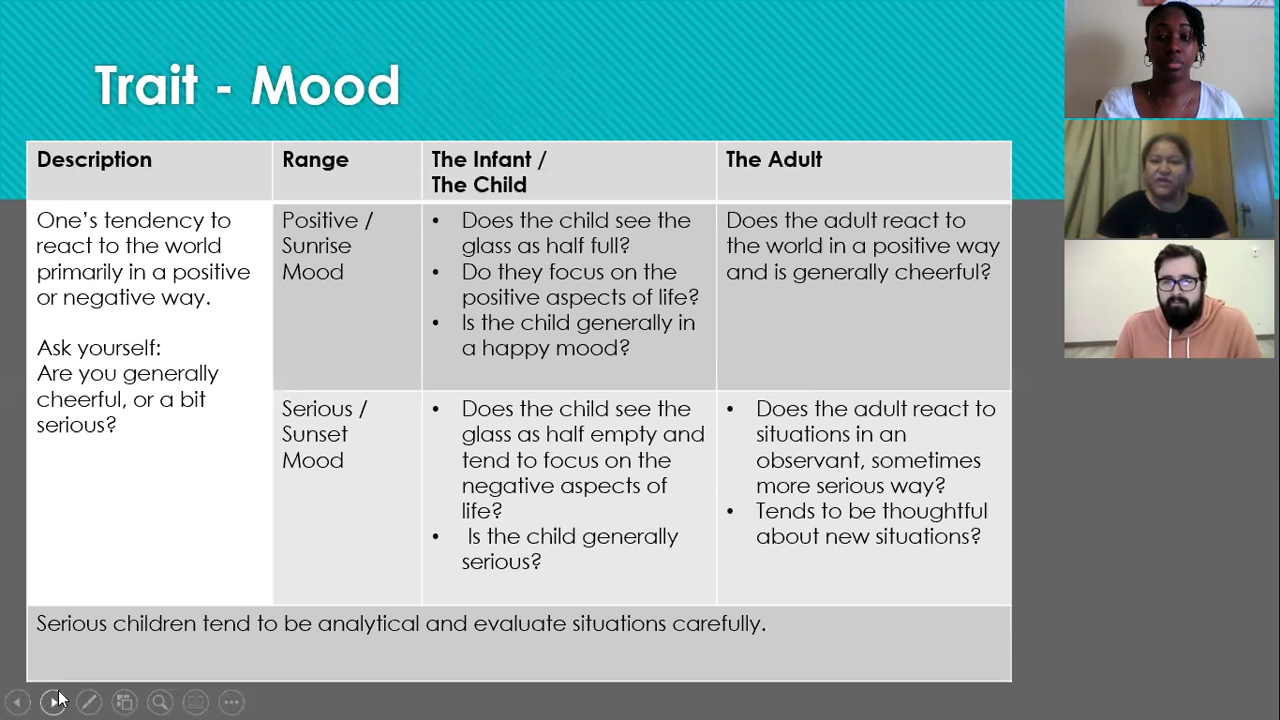 Trait - Mood
Description
Range
The Infant /
The Child
The Adult
One's tendency to
react to the world
primarily in a positive
or negative way.
Ask yourself:
Are you generally
cheerful, or a bit
serious?
Positive /
Sunrise
Mood
• Does the child see the
glass as half full?
• Do they focus on the
positive aspects of life?
• Is the child generally in
a happy mood?
Does the adult react to
the world in a positive way
and is generally cheerful?
Serious /
Sunset
Mood
• Does the child see the
glass as half empty and
tend to focus on the
negative aspects of
life?
• Is the child generally
serious?
• Does the adult react to
situations in an
observant, sometimes
more serious way?
• Tends to be thoughtful
about new situations?
Serious children tend to be analytical and evaluate situations carefully.